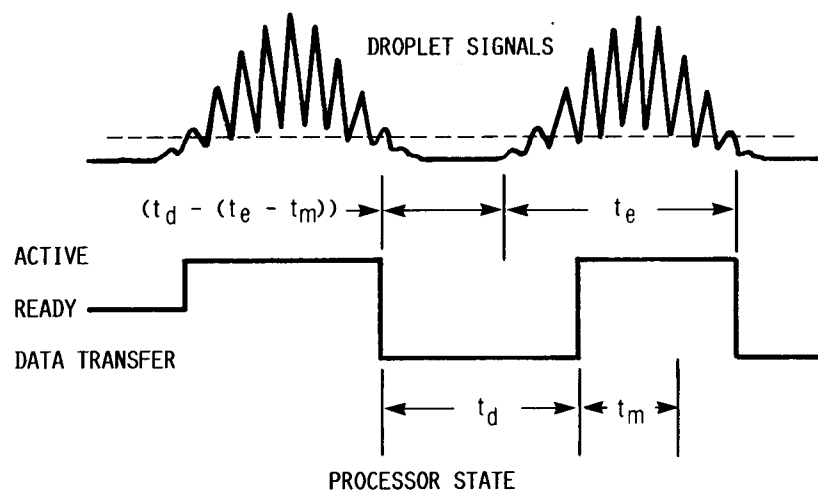 DROPLET SIGNALS
(t_d - (t_e - t_m))
t_e
ACTIVE
READY
DATA TRANSFER
t_d
t_m
PROCESSOR STATE